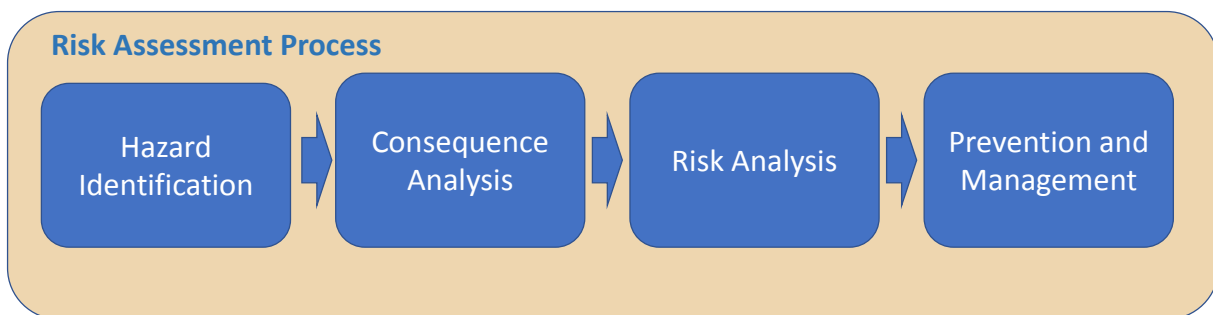 Risk Assessment Process
Hazard
Identification
Consequence
Analysis
Risk Analysis
Prevention and
Management